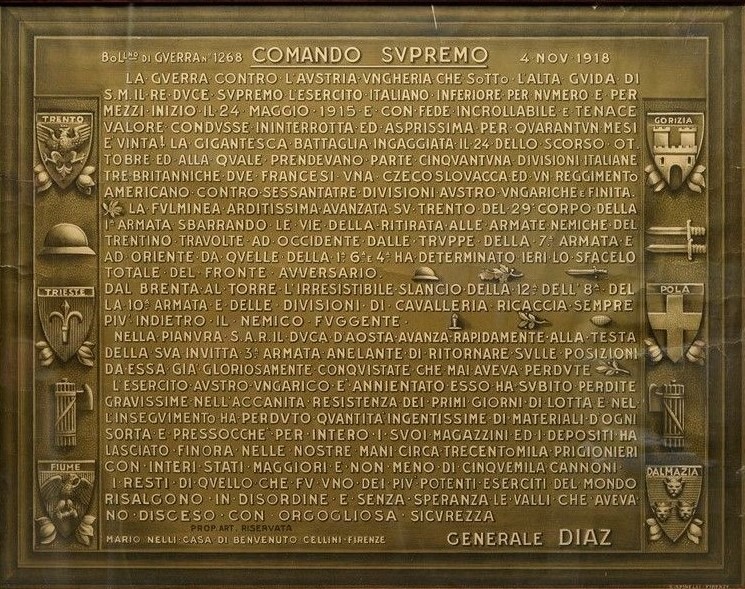 BOLLNO DI GVERRA N. 1268 COMANDO SVPREMO 4 NOV 1918
LA GVERRA CONTRO L'AVSTRIA VNGHERIA CHE SOTTO L'ALTA GVIDA DI
S.M. IL RE DVCE SVPREMO L'ESERCITO ITALIANO INFERIORE PER NVMERO E PER
MEZZI INIZIO IL 24 MAGGIO 1915 E CON FEDE INCROLLABILE E TENACE
VALORE CONDVSSE ININTERROTTA ED ASPRISSIMA PER QVARANTVN MESI
E VINTA! LA GIGANTESCA BATTAGLIA INGAGGIATA IL 24 DELLO SCORSO OT.
TOBRE ED ALLA QVALE PRENDEVANO PARTE CINQVANTVNA DIVISIONI ITALIANE
TRE BRITANNICHE DVE FRANCESI VNA CZECOSLOVACCA ED VN REGGIMENTO
AMERICANO CONTRO SESSANTATRE DIVISIONI AVSTRO VNGARICHE E FINITA.
LA FVLMINEA ARDITISSIMA AVANZATA SV TRENTO DEL 29° CORPO DELLA
1ª ARMATA SBARRANDO LE VIE DELLA RITIRATA ALLE ARMATE NEMICHE DEL
TRENTINO TRAVOLTE AD OCCIDENTE DALLE TRVPPE DELLA 7ª ARMATA E
AD ORIENTE DA QVELLE DELLA 1ª 6ª E 4ª HA DETERMINATO IERI LO SFACELO
TOTALE DEL FRONTE AVVERSARIO.
DAL BRENTA AL TORRE L'IRRESISTIBILE SLANCIO DELLA 12ª DELL'8ª DEL
LA 10ª ARMATA E DELLE DIVISIONI DI CAVALLERIA RICACCIA SEMPRE
PIV' INDIETRO IL NEMICO FVGGENTE.
NELLA PIANVRA S.A.R. IL DVCA D'AOSTA AVANZA RAPIDAMENTE ALLA TESTA
DELLA SVA INVITTA 3ª ARMATA ANELANTE DI RITORNARE SVLLE POSIZIONI
DA ESSA GIA' GLORIOSAMENTE CONQVISTATE CHE MAI AVEVA PERDVTE
L'ESERCITO AVSTRO VNGARICO E' ANNIENTATO ESSO HA SVBITO PERDITE
GRAVISSIME NELL'ACCANITA RESISTENZA DEI PRIMI GIORNI DI LOTTA E NEL
L'INSEGVIMENTO HA PERDVTO QVANTITA' INGENTISSIME DI MATERIALI D'OGNI
SORTA E PRESSOCCHE' PER INTERO I SVOI MAGAZZINI ED I DEPOSITI HA
LASCIATO FINORA NELLE NOSTRE MANI CIRCA TRECENTOMILA PRIGIONIERI
CON INTERI STATI MAGGIORI E NON MENO DI CINQVEMILA CANNONI.
I RESTI DI QVELLO CHE FV VNO DEI PIV' POTENTI ESERCITI DEL MONDO
RISALGONO IN DISORDINE E SENZA SPERANZA LE VALLI CHE AVEVA
NO DISCESO CON ORGOGLIOSA SICVREZZA
PROP. ART. RISERVATA
MARIO NELLI - CASA DI BENVENUTO CELLINI - FIRENZE GENERALE DIAZ
TRENTO
TRIESTE
FIUME
GORIZIA
POLA
DALMAZIA